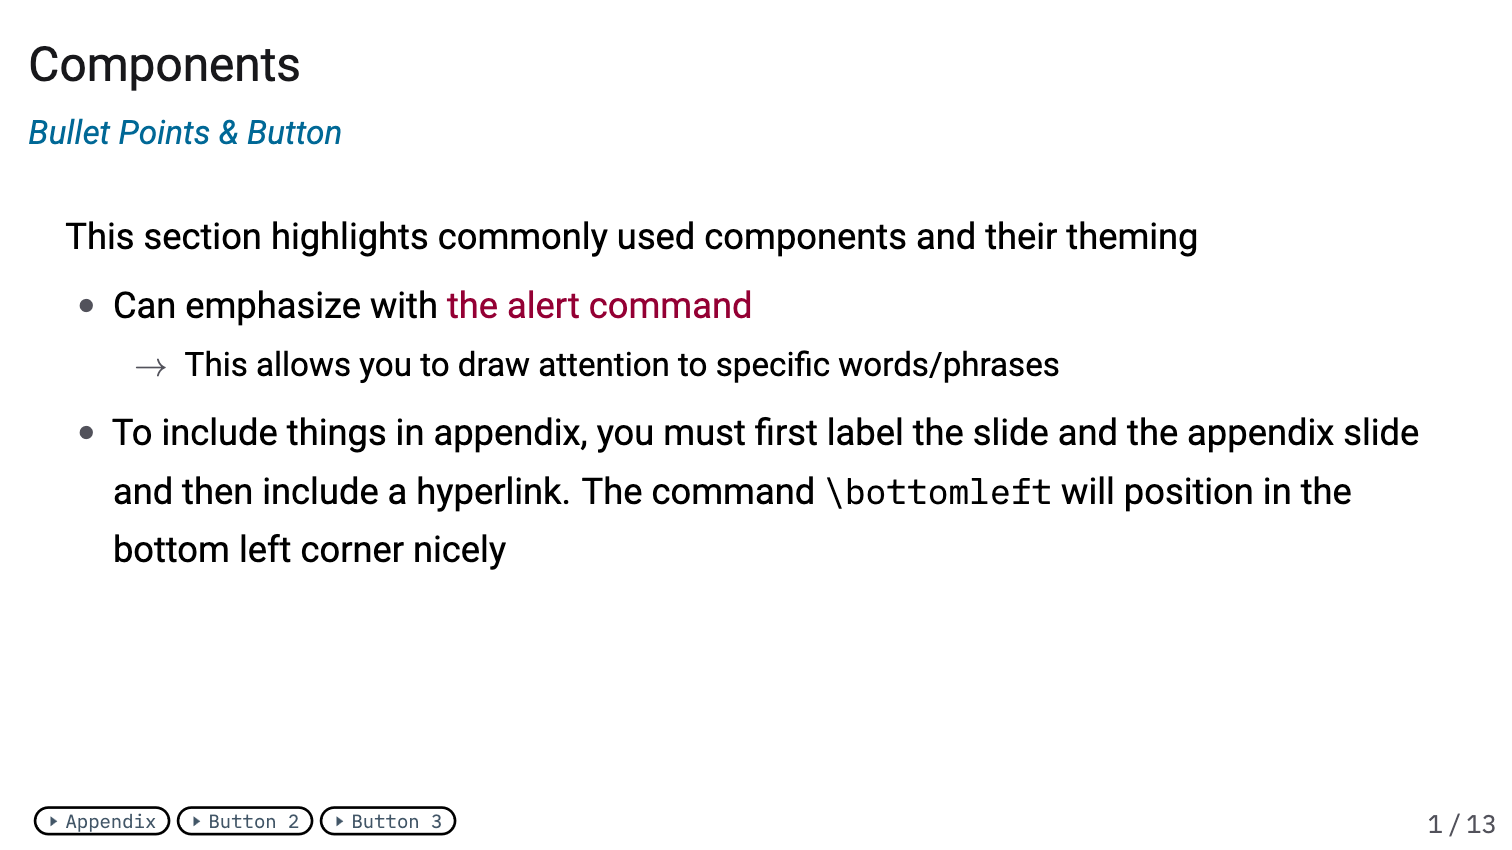 Components
Bullet Points & Button
This section highlights commonly used components and their theming
• Can emphasize with the alert command
→ This allows you to draw attention to specific words/phrases
• To include things in appendix, you must first label the slide and the appendix slide
and then include a hyperlink. The command \bottomleft will position in the
bottom left corner nicely
Appendix Button 2 Button 3
1 / 13